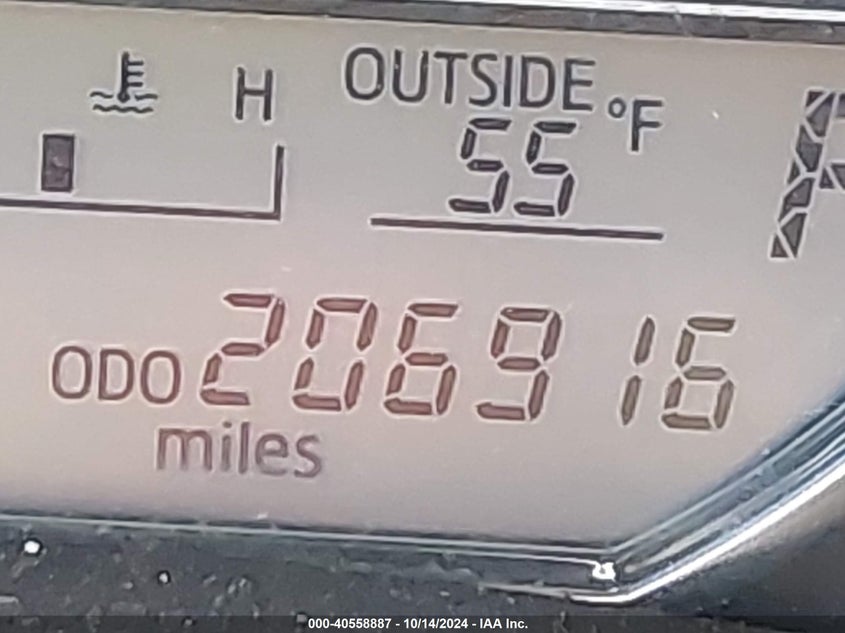 H
OUTSIDE
55 °F
ODO 206916
miles
000-40558887 - 10/14/2024 - IAA Inc.